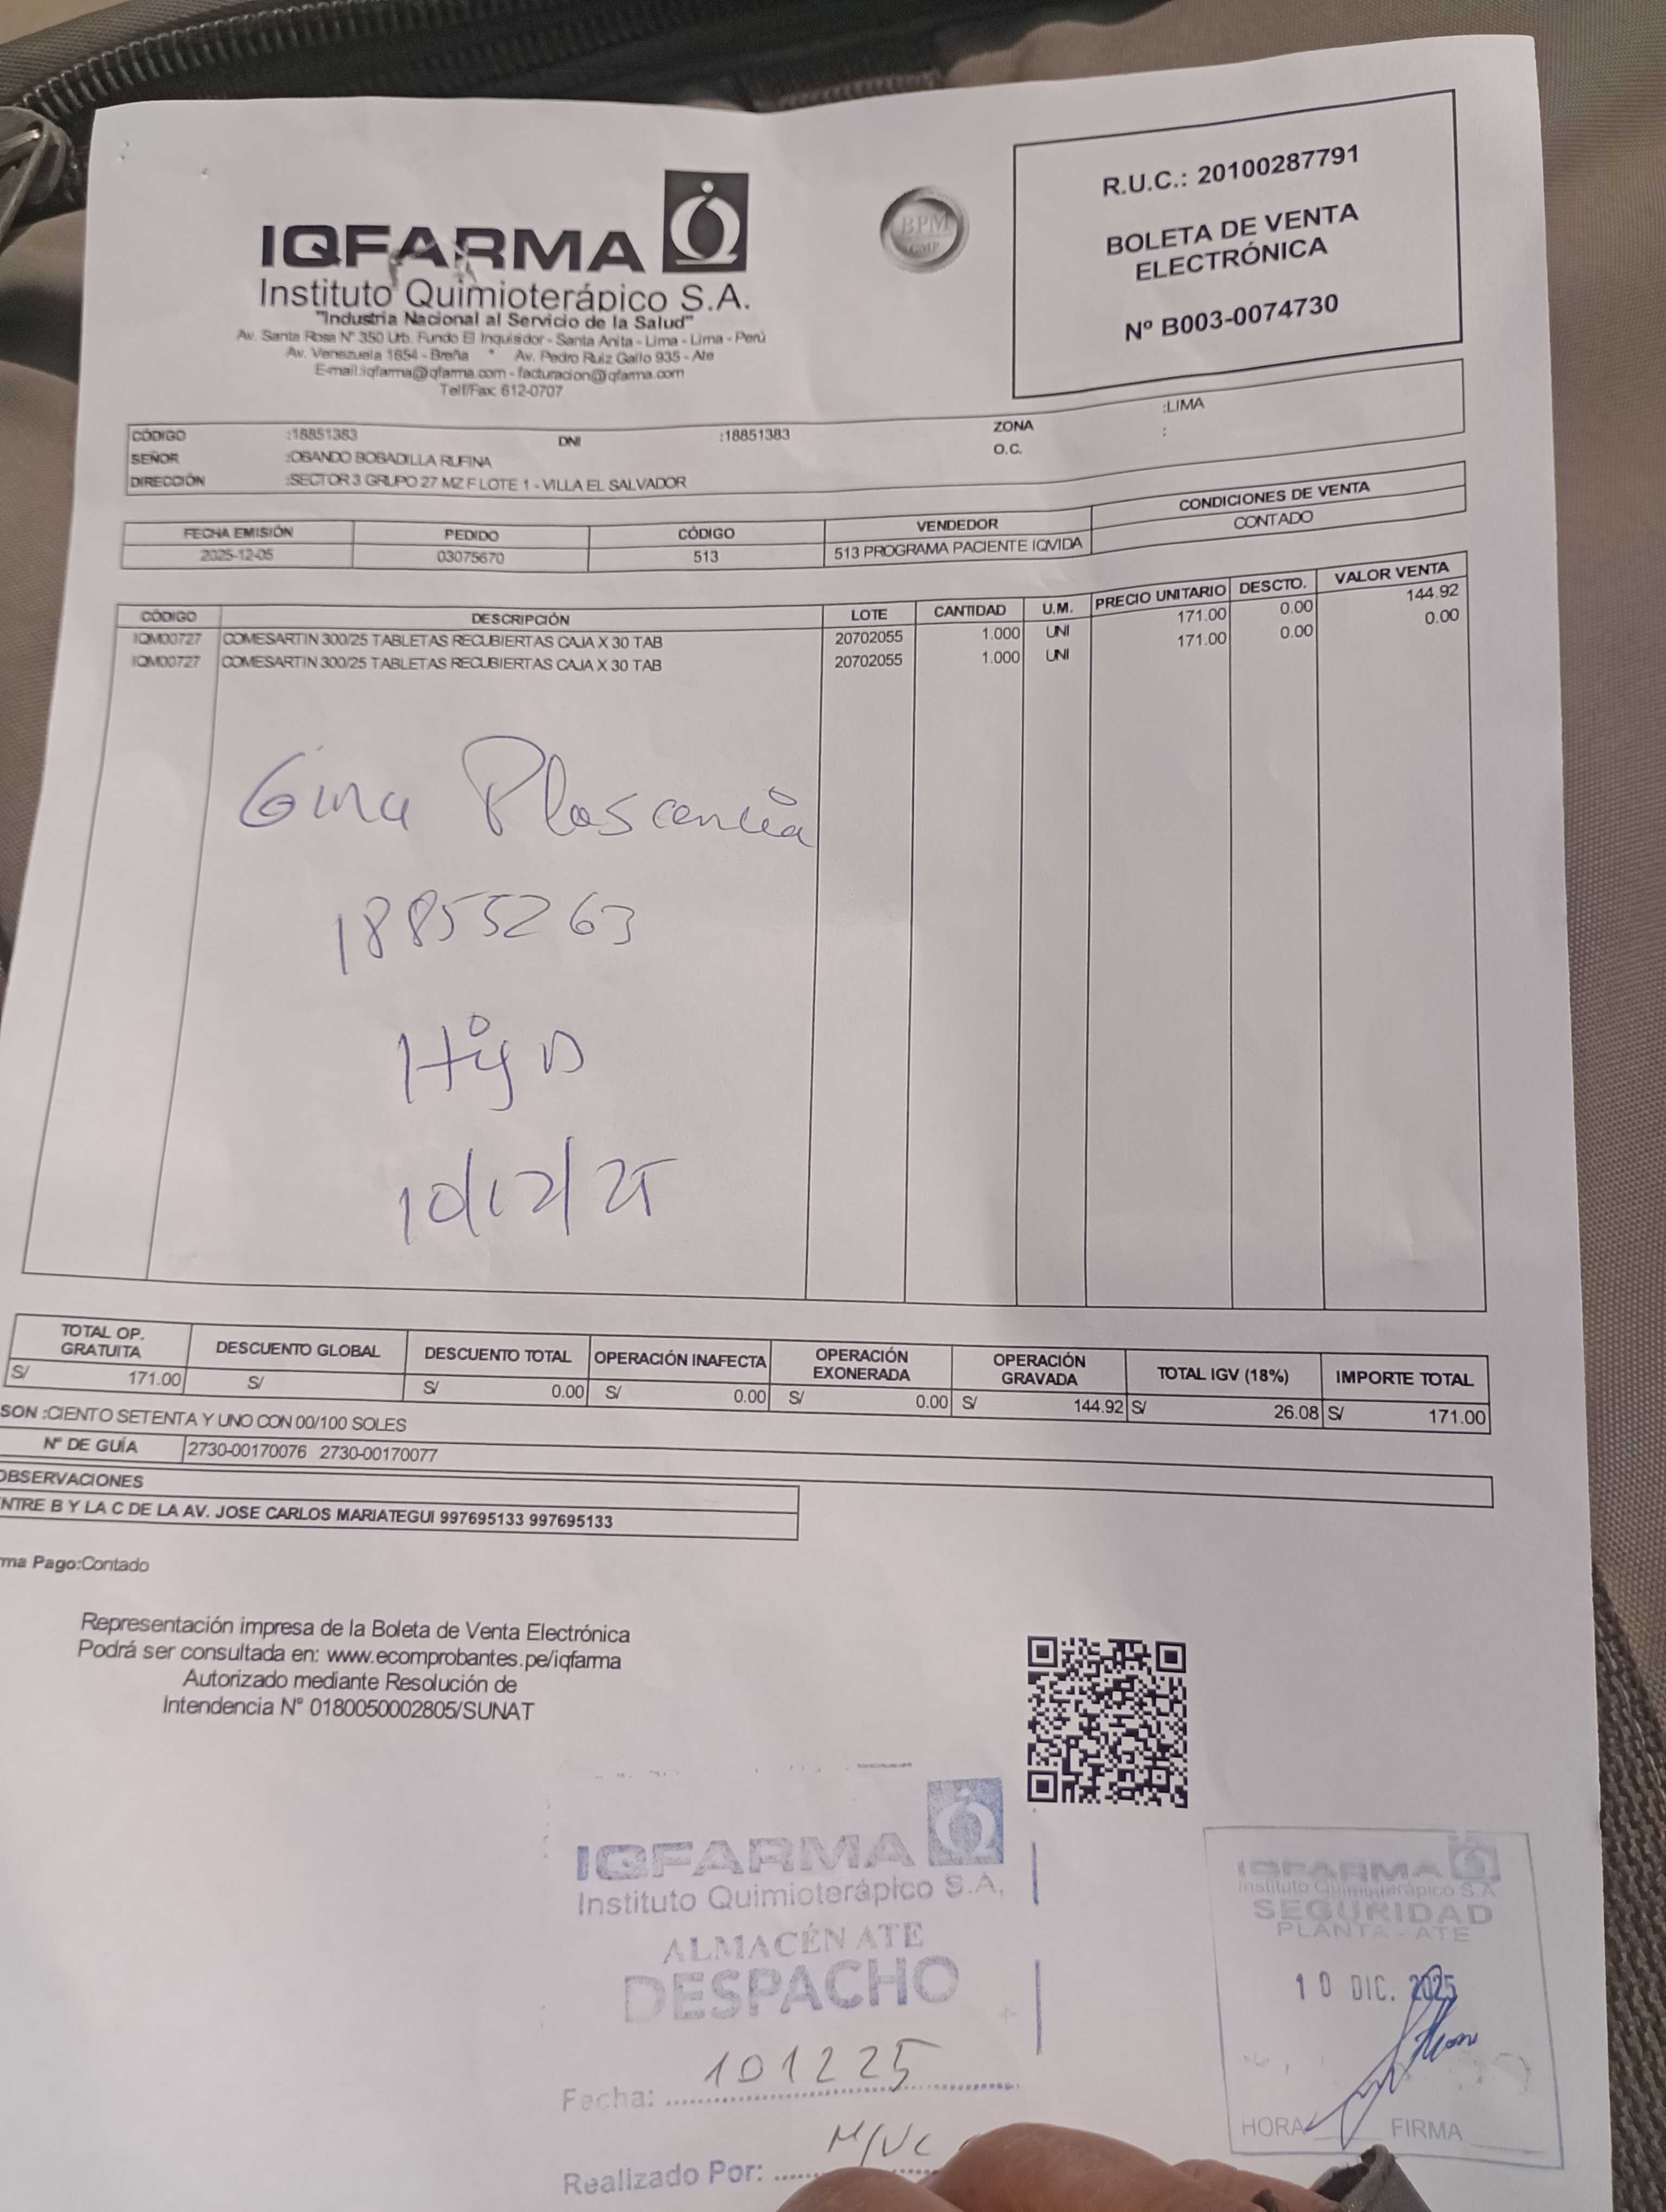 IQFARMA
Instituto Quimioterápico S.A.
"Industria Nacional al Servicio de la Salud"
Av. Santa Rosa N° 350 Urb. Fundo El Inquisidor - Santa Anita - Lima - Lima - Perú
Av. Venezuela 1654 - Breña * Av. Pedro Ruiz Gallo 935 - Ate
E-mail:iqfarma@iqfarma.com - facturacion@iqfarma.com
Telf/Fax: 612-0707
BPM
GMP
R.U.C.: 20100287791
BOLETA DE VENTA
ELECTRÓNICA
Nº B003-0074730
CÓDIGO :18851383 DNI :18851383 ZONA :LIMA
SEÑOR :OBANDO BOBADILLA RUFINA O.C. :
DIRECCIÓN :SECTOR 3 GRUPO 27 MZ F LOTE 1 - VILLA EL SALVADOR
FECHA EMISIÓN PEDIDO CÓDIGO VENDEDOR CONDICIONES DE VENTA
2025-12-05 03075670 513 513 PROGRAMA PACIENTE IQVIDA CONTADO
CÓDIGO DESCRIPCIÓN LOTE CANTIDAD U.M. PRECIO UNITARIO DESCTO. VALOR VENTA
IQM00727 COMESARTIN 300/25 TABLETAS RECUBIERTAS CAJA X 30 TAB 20702055 1.000 UNI 171.00 0.00 144.92
IQM00727 COMESARTIN 300/25 TABLETAS RECUBIERTAS CAJA X 30 TAB 20702055 1.000 UNI 171.00 0.00 0.00
Gina Plascencia
18855263
Hija
10/12/25
TOTAL OP. GRATUITA DESCUENTO GLOBAL DESCUENTO TOTAL OPERACIÓN INAFECTA OPERACIÓN EXONERADA OPERACIÓN GRAVADA TOTAL IGV (18%) IMPORTE TOTAL
S/ 171.00 S/ S/ 0.00 S/ 0.00 S/ 0.00 S/ 144.92 S/ 26.08 S/ 171.00
SON :CIENTO SETENTA Y UNO CON 00/100 SOLES
N° DE GUÍA 2730-00170076 2730-00170077
OBSERVACIONES
NTRE B Y LA C DE LA AV. JOSE CARLOS MARIATEGUI 997695133 997695133
rma Pago:Contado
Representación impresa de la Boleta de Venta Electrónica
Podrá ser consultada en: www.ecomprobantes.pe/iqfarma
Autorizado mediante Resolución de
Intendencia N° 0180050002805/SUNAT
IQFARMA
Instituto Quimioterápico S.A.
ALMACÉN ATE
DESPACHO
Fecha: 101225
Realizado Por:
IQFARMA
Instituto Quimioterápico S.A.
SEGURIDAD
PLANTA - ATE
10 DIC. 2025
HORA FIRMA